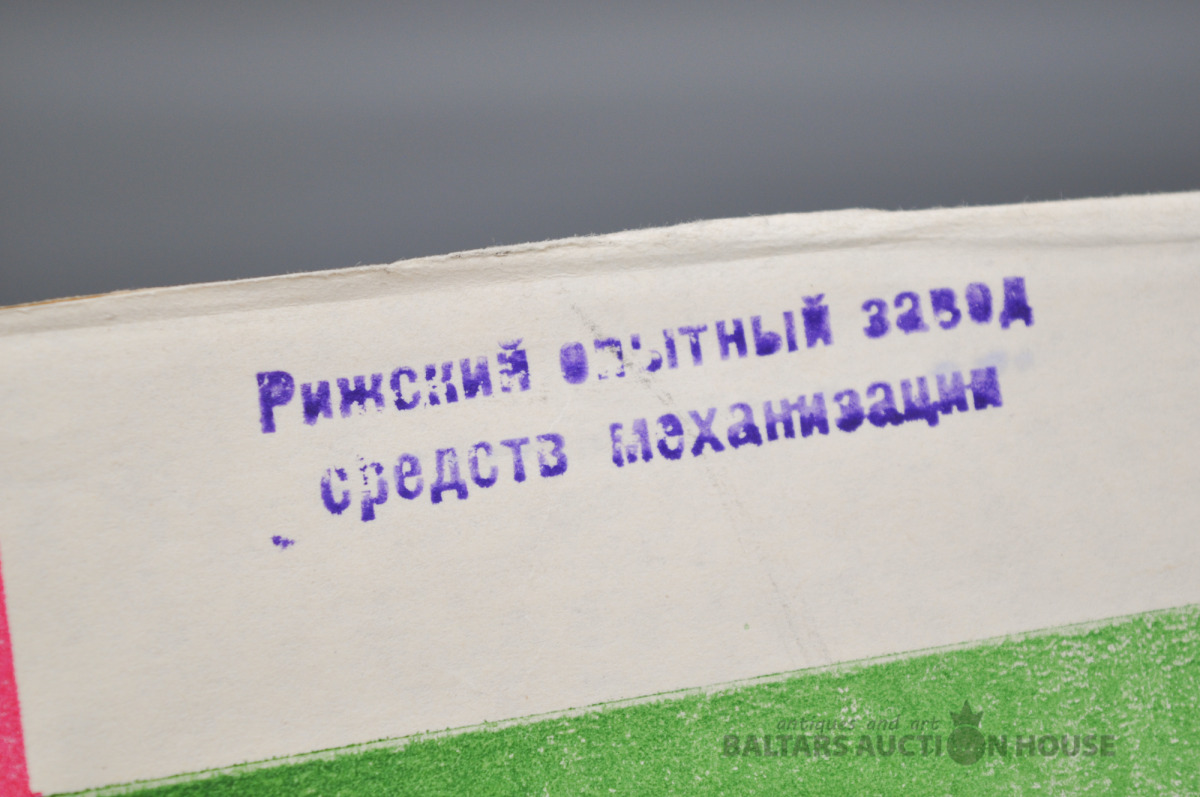 Рижский опытный завод
средств механизации
antiques and art
BALTARS AUCTION HOUSE